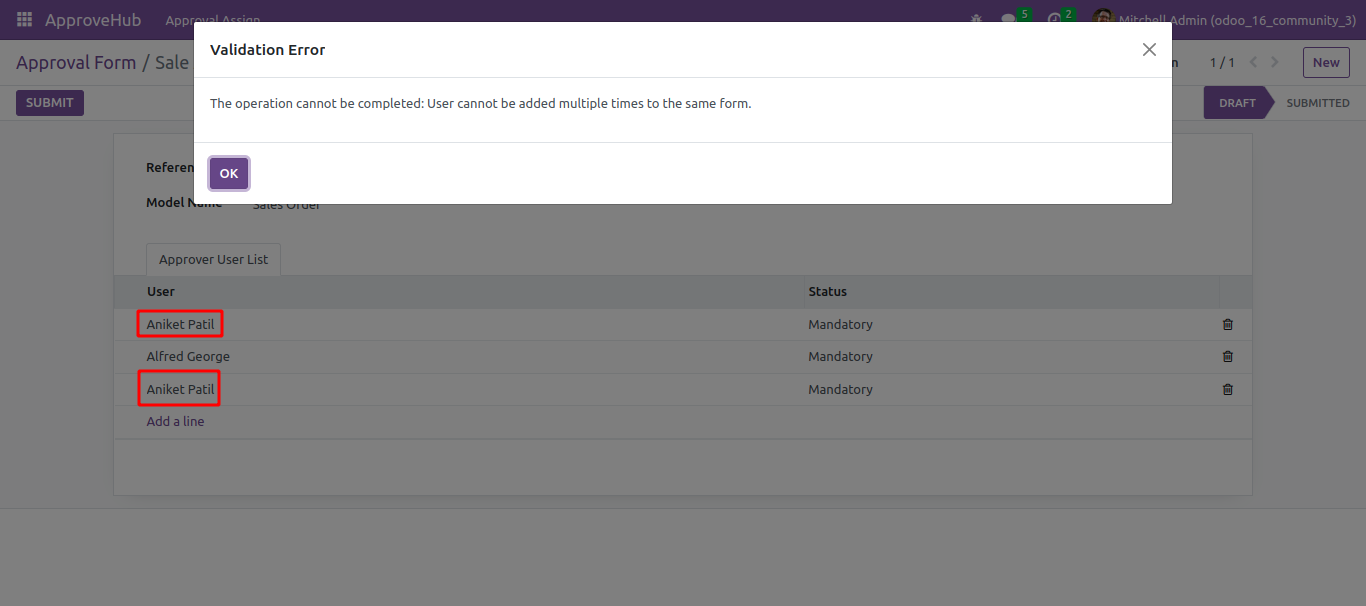 ApproveHub Approval Assign 5 2 Mitchell Admin (odoo_16_community_3)
Validation Error
Approval Form / Sale 1 / 1 New
The operation cannot be completed: User cannot be added multiple times to the same form.
SUBMIT DRAFT SUBMITTED
OK
Model Name Sales Order
Approver User List
User Status
Aniket Patil Mandatory
Alfred George Mandatory
Aniket Patil Mandatory
Add a line